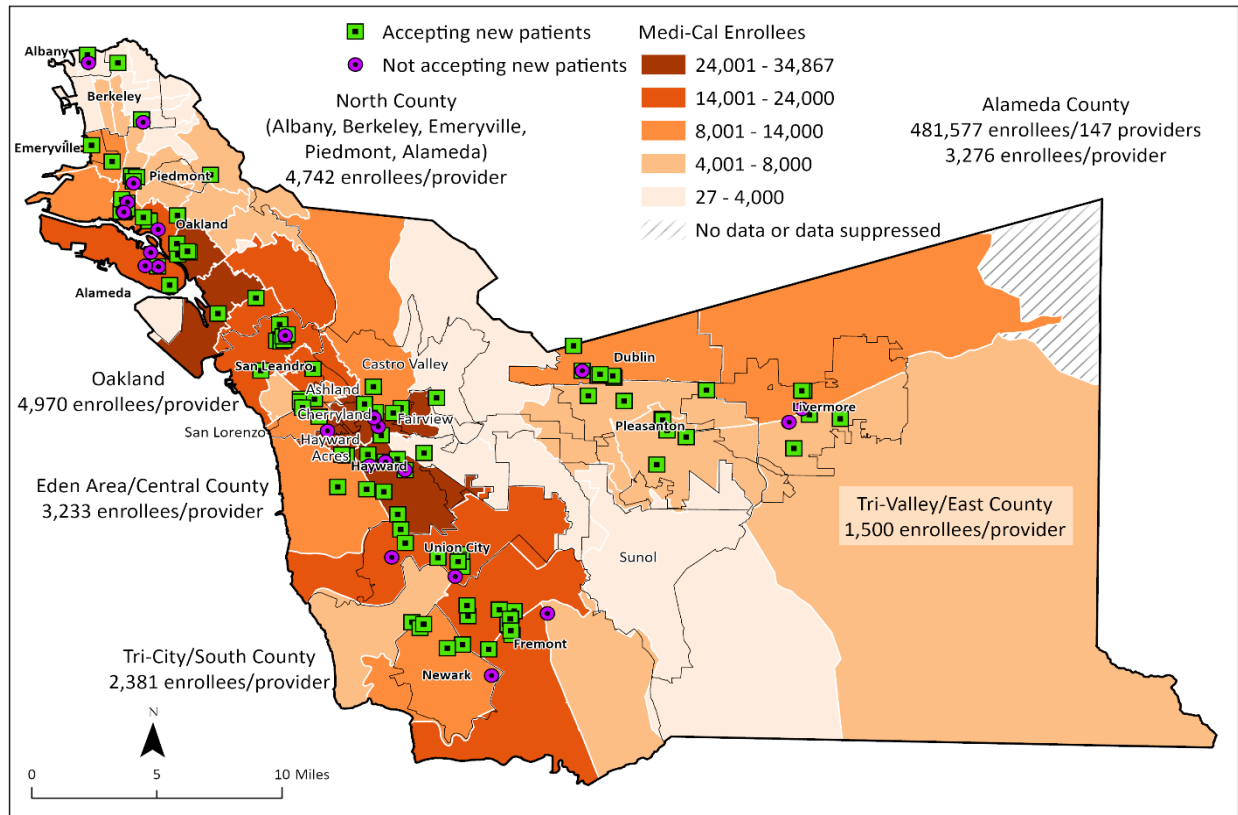 Accepting new patients
Not accepting new patients
Medi-Cal Enrollees
24,001 - 34,867
14,001 - 24,000
8,001 - 14,000
4,001 - 8,000
27 - 4,000
No data or data suppressed
North County
(Albany, Berkeley, Emeryville,
Piedmont, Alameda)
4,742 enrollees/provider
Alameda County
481,577 enrollees/147 providers
3,276 enrollees/provider
Albany
Berkeley
Emeryville
Piedmont
Oakland
Alameda
Oakland
4,970 enrollees/provider
San Leandro
Castro Valley
Ashland
Cherryland
Fairview
San Lorenzo
Hayward
Acres
Hayward
Dublin
Livermore
Pleasanton
Eden Area/Central County
3,233 enrollees/provider
Tri-Valley/East County
1,500 enrollees/provider
Union City
Sunol
Fremont
Newark
Tri-City/South County
2,381 enrollees/provider
N
0 5 10 Miles